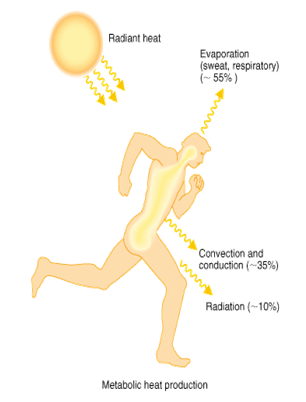 Radiant heat
Evaporation
(sweat, respiratory)
(~ 55% )
Convection and
conduction (~35%)
Radiation (~10%)
Metabolic heat production